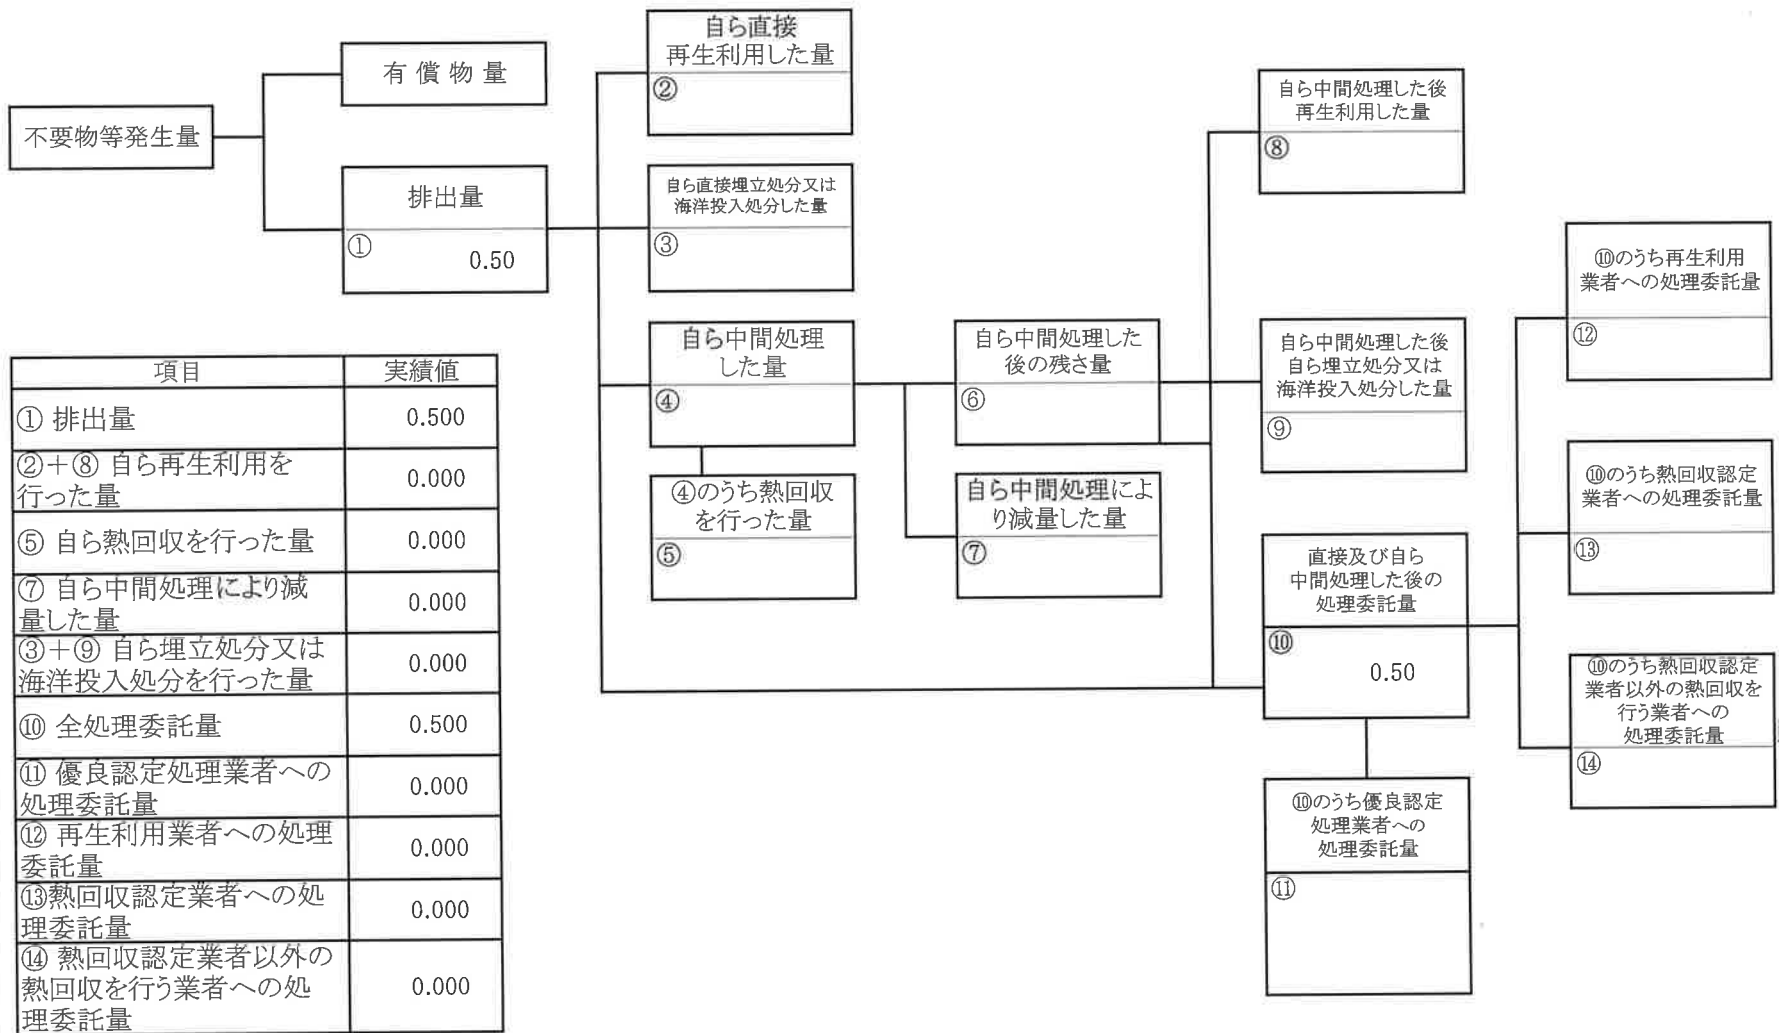 不要物等発生量
有償物量
排出量
①
0.50
自ら直接
再生利用した量
②
自ら直接埋立処分又は
海洋投入処分した量
③
自ら中間処理
した量
④
④のうち熱回収
を行った量
⑤
自ら中間処理した
後の残さ量
⑥
自ら中間処理によ
り減量した量
⑦
自ら中間処理した後
再生利用した量
⑧
自ら中間処理した後
自ら埋立処分又は
海洋投入処分した量
⑨
直接及び自ら
中間処理した後の
処理委託量
⑩
0.50
⑩のうち優良認定
処理業者への
処理委託量
⑪
⑩のうち再生利用
業者への処理委託量
⑫
⑩のうち熱回収認定
業者への処理委託量
⑬
⑩のうち熱回収認定
業者以外の熱回収を
行う業者への
処理委託量
⑭
項目 実績値
① 排出量 0.500
②+⑧ 自ら再生利用を
行った量 0.000
⑤ 自ら熱回収を行った量 0.000
⑦ 自ら中間処理により減
量した量 0.000
③+⑨ 自ら埋立処分又は
海洋投入処分を行った量 0.000
⑩ 全処理委託量 0.500
⑪ 優良認定処理業者への
処理委託量 0.000
⑫ 再生利用業者への処理
委託量 0.000
⑬熱回収認定業者への処
理委託量 0.000
⑭ 熱回収認定業者以外の
熱回収を行う業者への処
理委託量 0.000